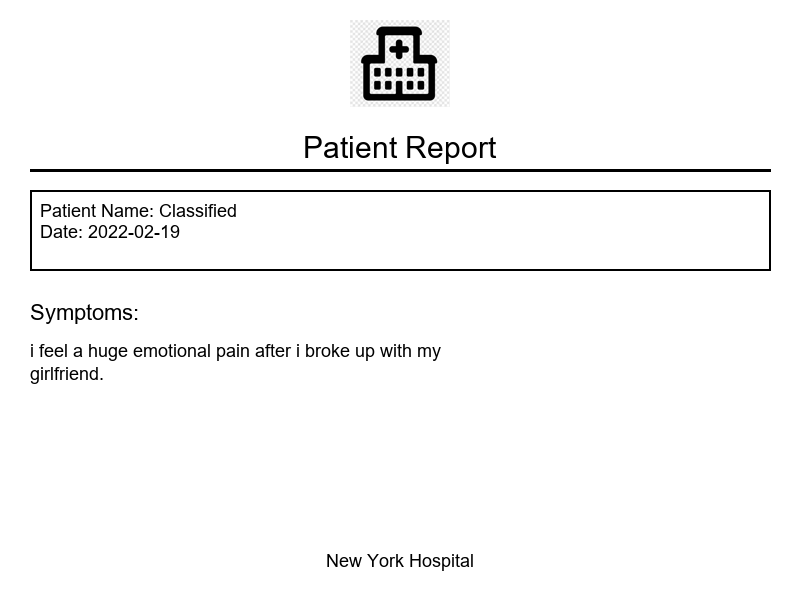 Patient Report
Patient Name: Classified
Date: 2022-02-19
Symptoms:
i feel a huge emotional pain after i broke up with my
girlfriend.
New York Hospital